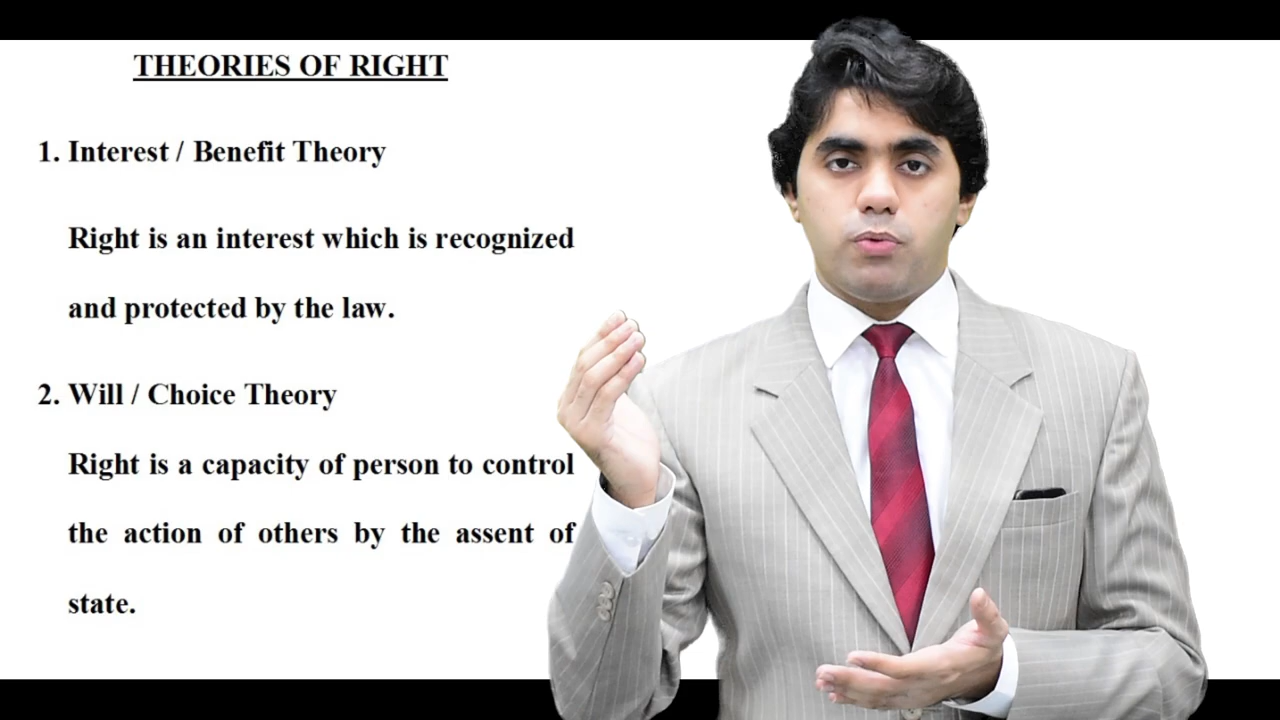 THEORIES OF RIGHT
1. Interest / Benefit Theory
Right is an interest which is recognized
and protected by the law.
2. Will / Choice Theory
Right is a capacity of person to control
the action of others by the assent of
state.